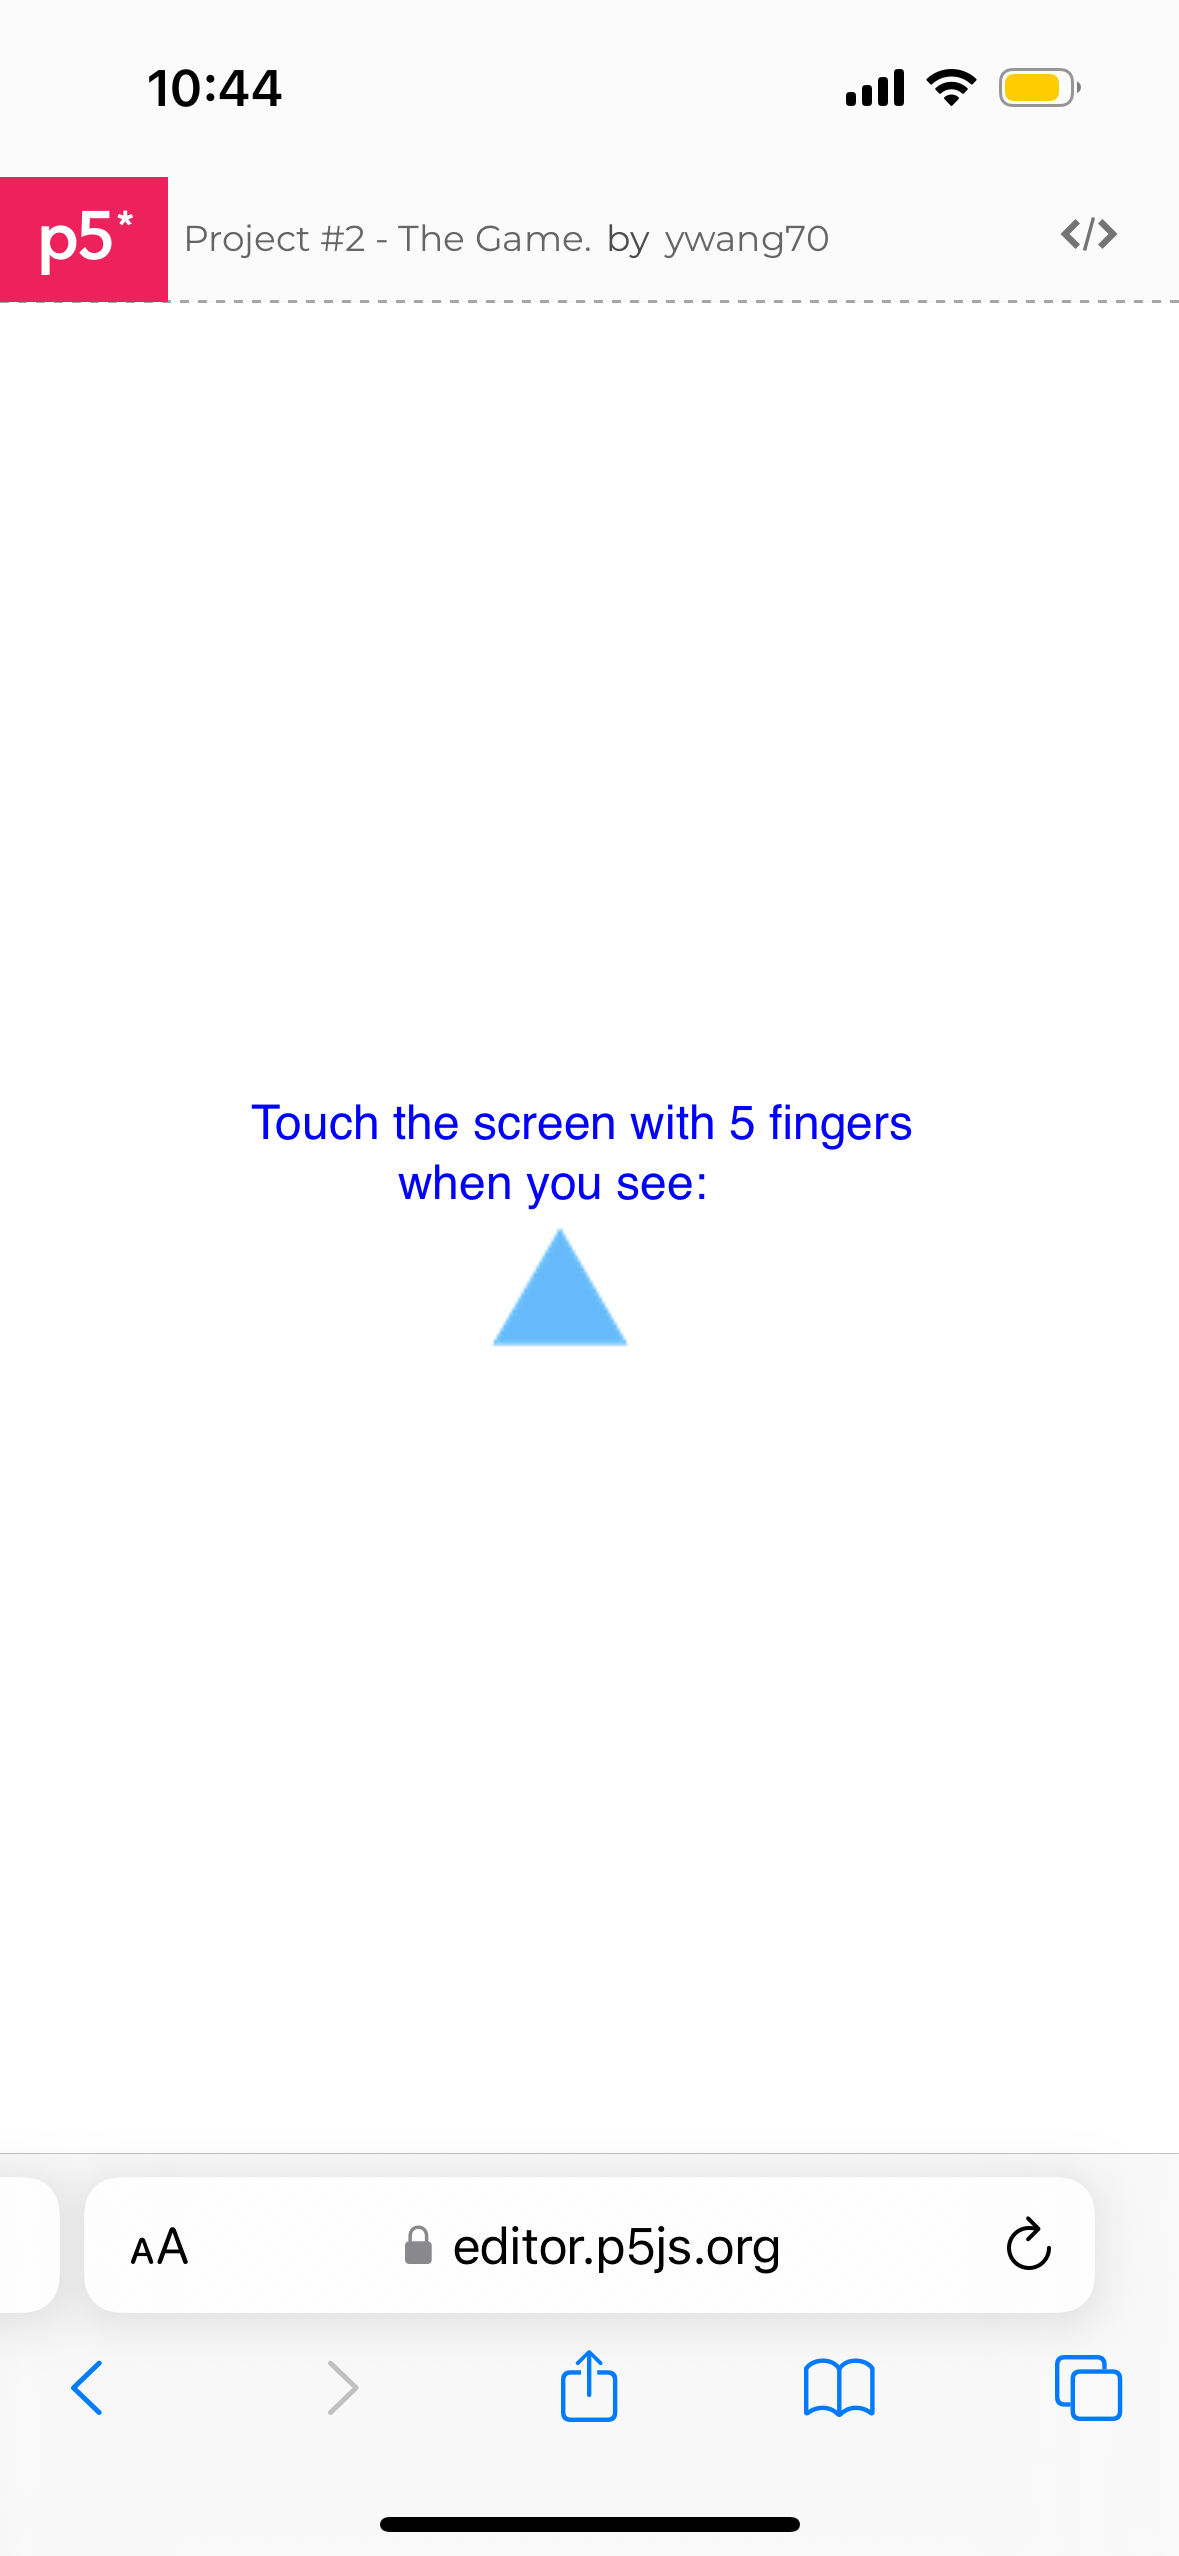 10:44
p5* Project #2 - The Game. by ywang70 </>
Touch the screen with 5 fingers
when you see:
AA editor.p5js.org